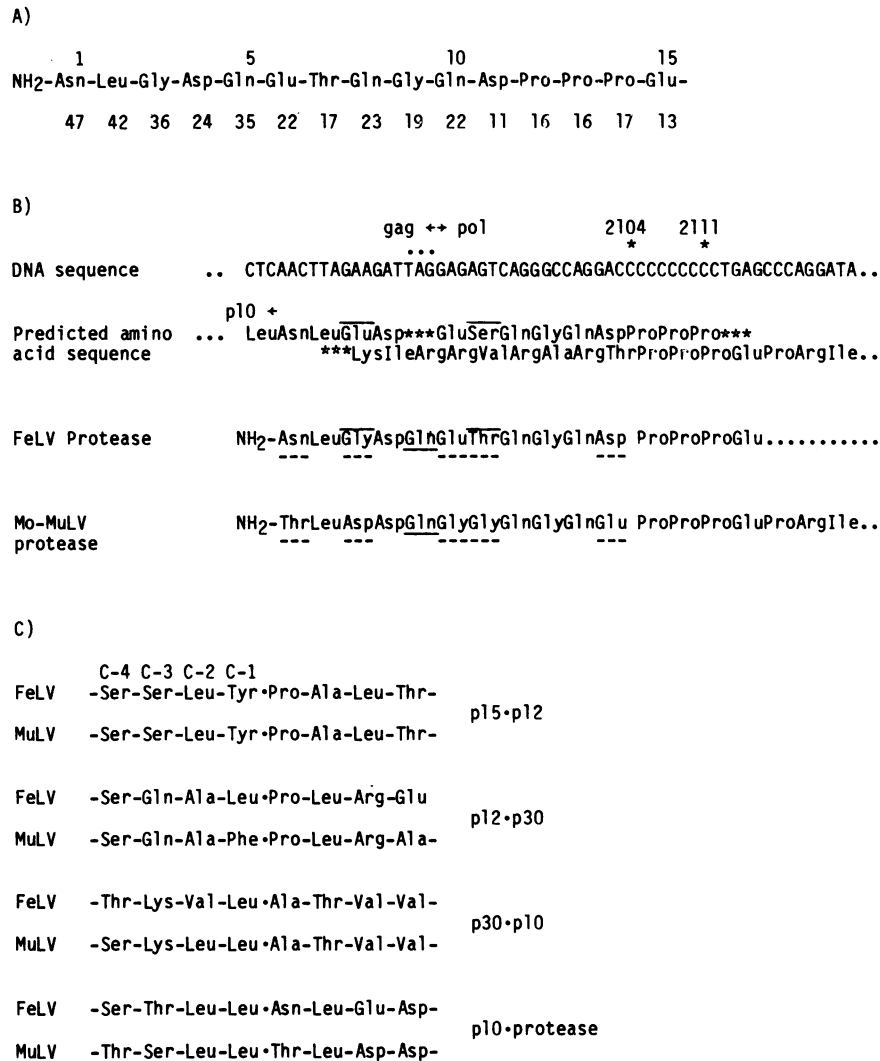 A)
1 5 10 15
NH2-Asn-Leu-Gly-Asp-Gln-Glu-Thr-Gln-Gly-Gln-Asp-Pro-Pro-Pro-Glu-
47 42 36 24 35 22 17 23 19 22 11 16 16 17 13
B)
gag ↔ pol 2104 2111
... * *
DNA sequence .. CTCAACTTAGAAGATTAGGAGAGTCAGGGCCAGGACCCCCCCCCCTGAGCCCAGGATA..
p10 ←
Predicted amino ... LeuAsnLeuGluAsp***GluSerGlnGlyGlnAspProProPro***
acid sequence ***LysIleArgArgValArgAlaArgThrProProProGluProArgIle..
FeLV Protease NH2-AsnLeuGlyAspGlnGluThrGlnGlyGlnAsp ProProProGlu...........
Mo-MuLV NH2-ThrLeuAspAspGlnGlyGlyGlnGlyGlnGlu ProProProGluProArgIle..
protease
C)
C-4 C-3 C-2 C-1
FeLV -Ser-Ser-Leu-Tyr•Pro-Ala-Leu-Thr-
p15•p12
MuLV -Ser-Ser-Leu-Tyr•Pro-Ala-Leu-Thr-
FeLV -Ser-Gln-Ala-Leu•Pro-Leu-Arg-Glu
p12•p30
MuLV -Ser-Gln-Ala-Phe•Pro-Leu-Arg-Ala-
FeLV -Thr-Lys-Val-Leu•Ala-Thr-Val-Val-
p30•p10
MuLV -Ser-Lys-Leu-Leu•Ala-Thr-Val-Val-
FeLV -Ser-Thr-Leu-Leu•Asn-Leu-Glu-Asp-
p10•protease
MuLV -Thr-Ser-Leu-Leu•Thr-Leu-Asp-Asp-